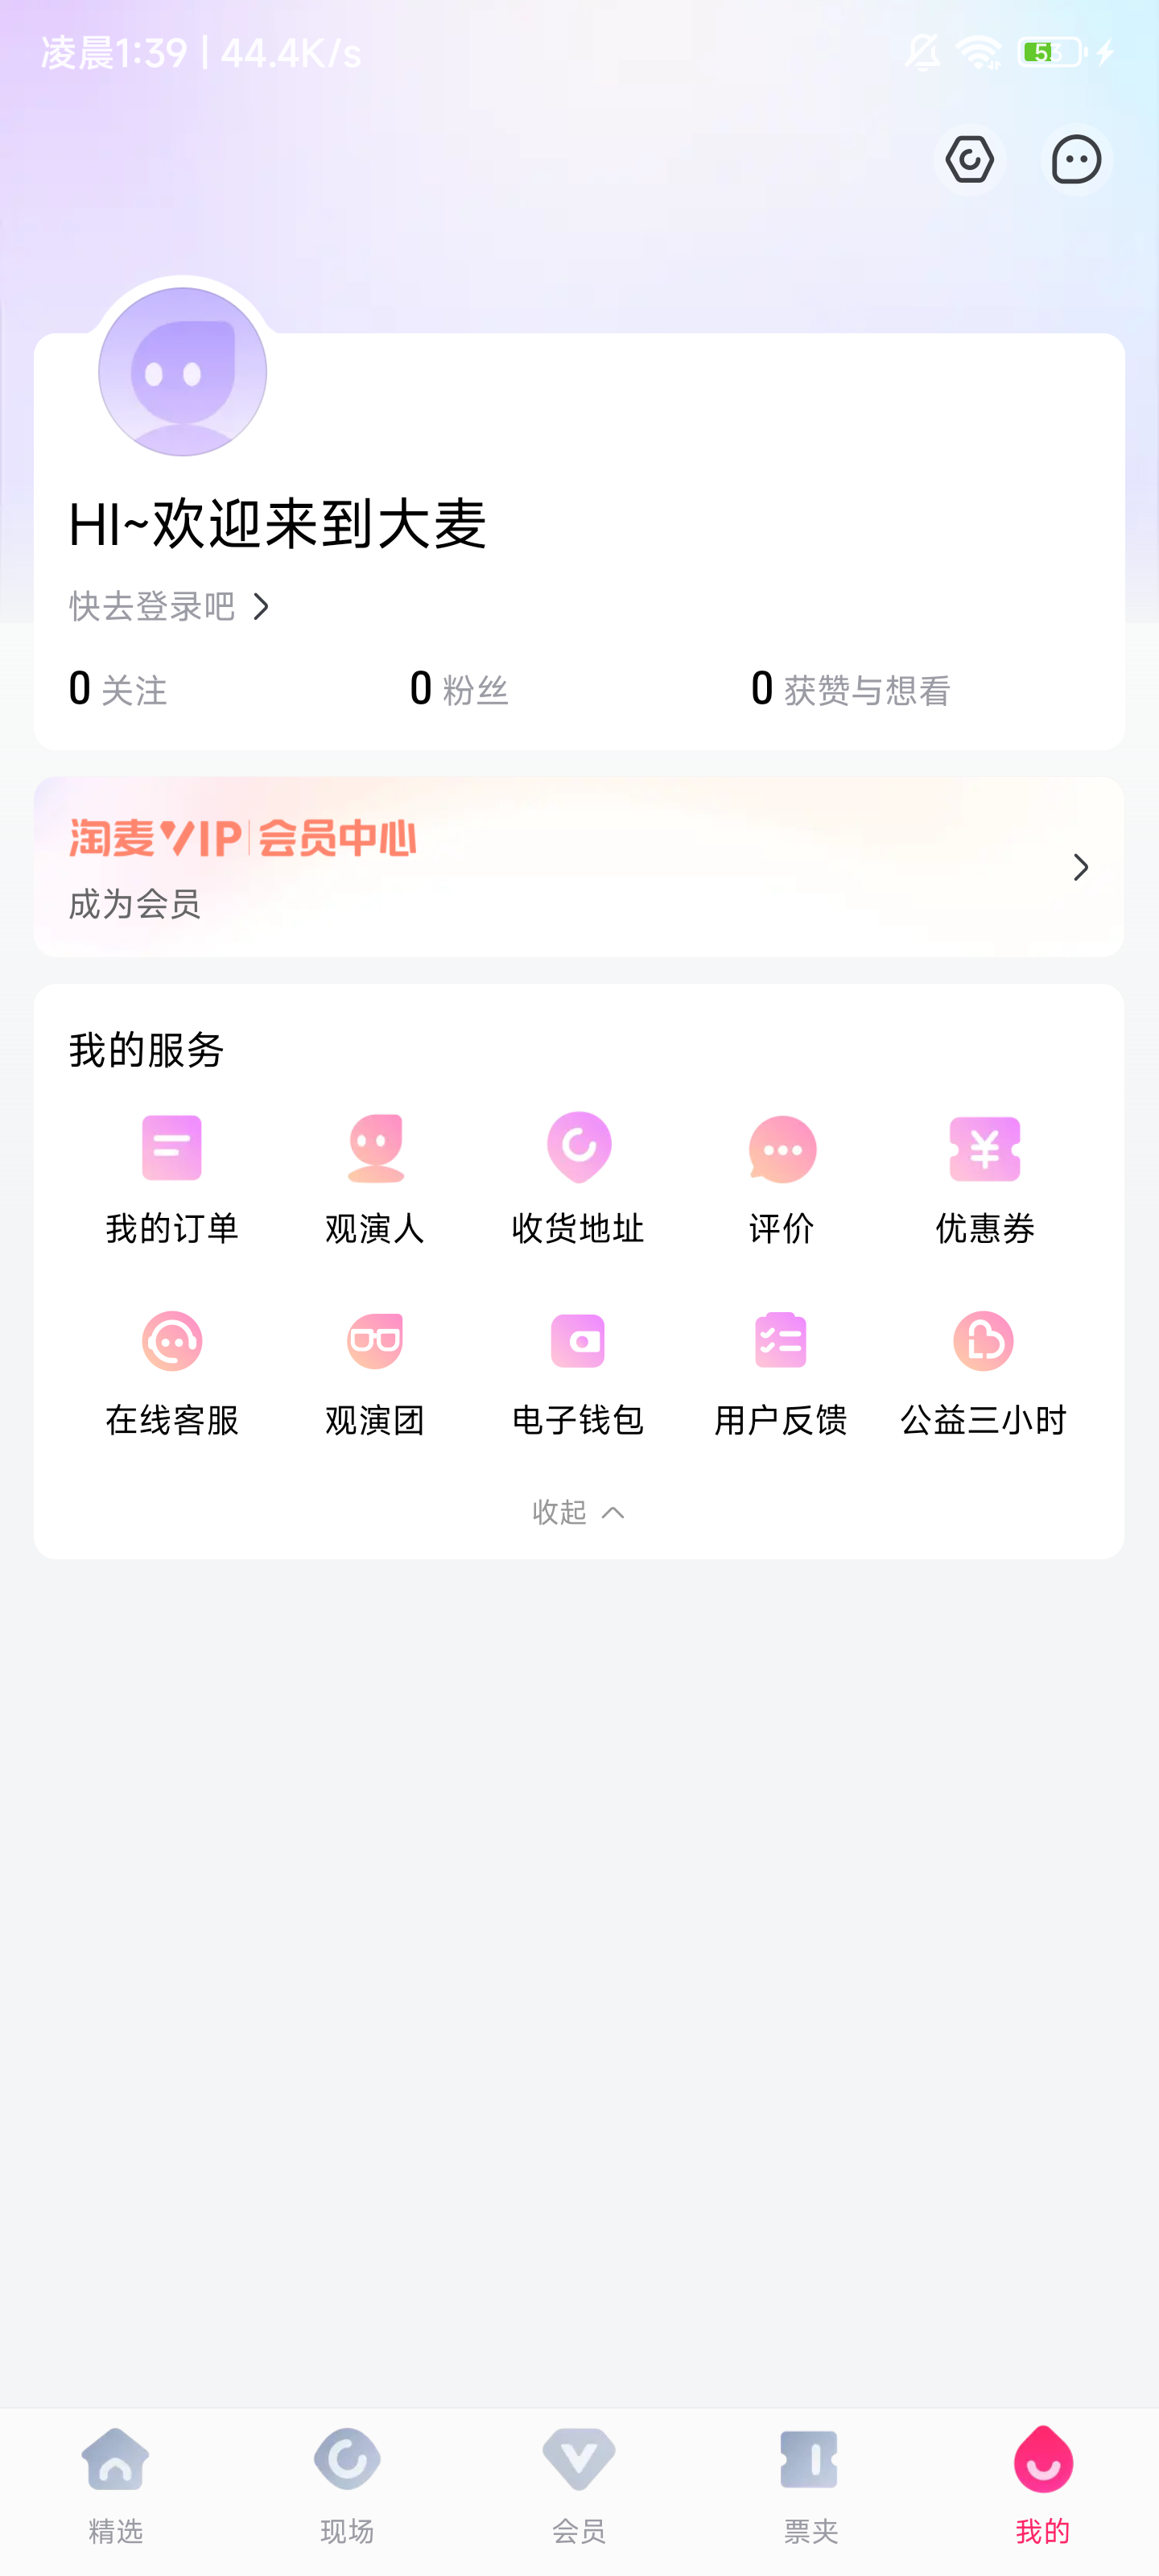 凌晨1:39 | 44.4K/s
53
HI~欢迎来到大麦
快去登录吧
0 关注 0 粉丝 0 获赞与想看
淘麦VIP 会员中心
成为会员
我的服务
我的订单 观演人 收货地址 评价 优惠券
在线客服 观演团 电子钱包 用户反馈 公益三小时
收起
精选 现场 会员 票夹 我的